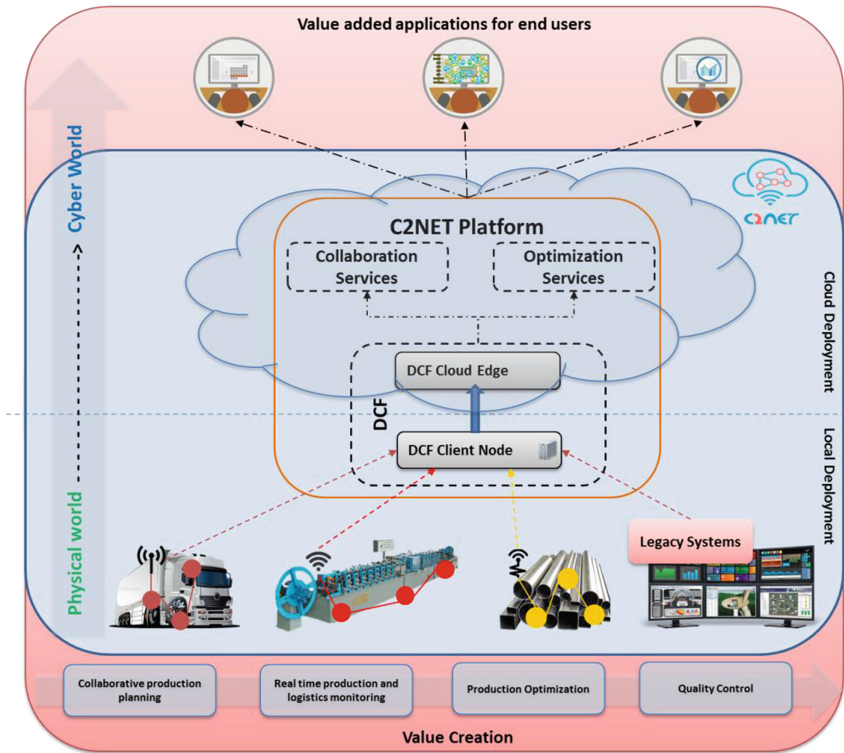 Value added applications for end users
Cyber World
C2NET
C2NET Platform
Collaboration
Services
Optimization
Services
Cloud Deployment
DCF Cloud Edge
DCF
DCF Client Node
Local Deployment
Physical world
Legacy Systems
Collaborative production
planning
Real time production and
logistics monitoring
Production Optimization
Quality Control
Value Creation